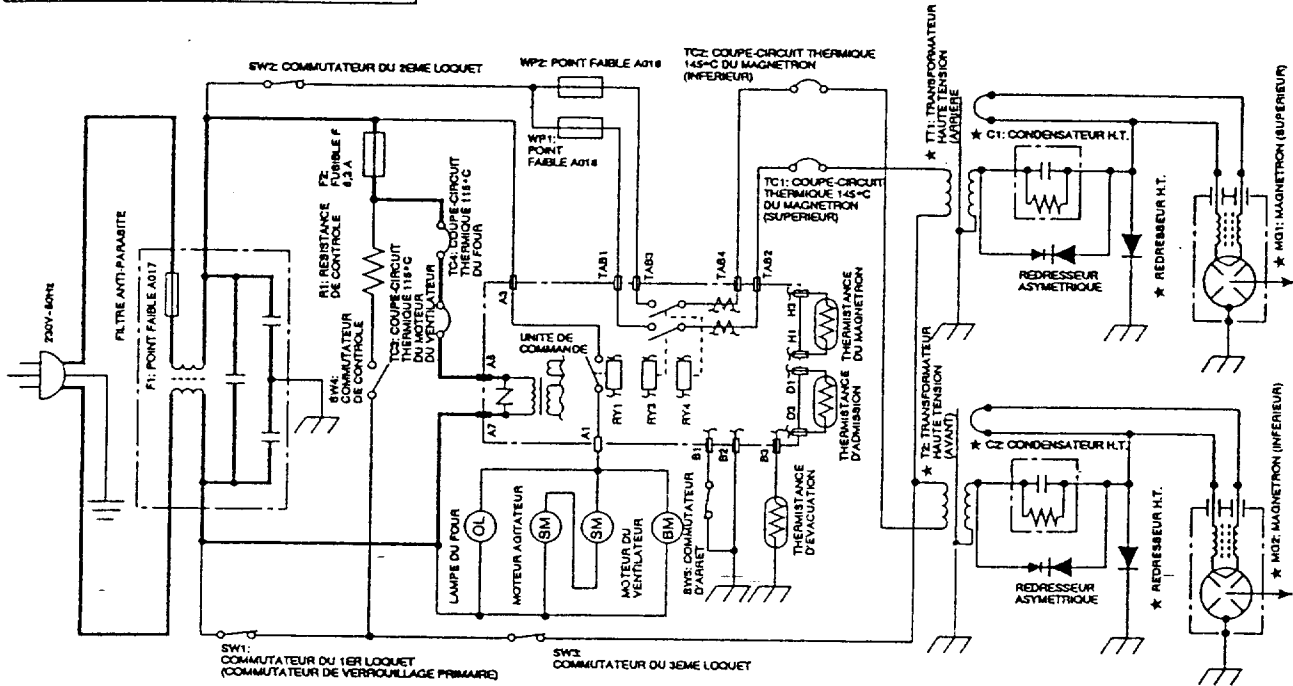 230V~50Hz
FILTRE ANTI-PARASITE
F1: POINT FAIBLE A017
SW2: COMMUTATEUR DU 2EME LOQUET
R1: RESISTANCE
DE CONTROLE
F2:
FUSIBLE F
6,3 A
SW4:
COMMUTATEUR
DE CONTROLE
TC3: COUPE-CIRCUIT
THERMIQUE 115°C
DU MOTEUR
DU VENTILATEUR
TC4: COUPE-CIRCUIT
THERMIQUE 115°C
DU FOUR
WP2: POINT FAIBLE A016
WP1:
POINT
FAIBLE A016
TC2: COUPE-CIRCUIT THERMIQUE
145°C DU MAGNETRON
(INFERIEUR)
TC1: COUPE-CIRCUIT
THERMIQUE 145°C
DU MAGNETRON
(SUPERIEUR)
A3
TAB1
TAB3
TAB4
TAB2
A8
A7
A1
UNITE DE
COMMANDE
RY1
RY3
RY4
H3
H1
D1
D3
B1
B2
B3
THERMISTANCE
DU MAGNETRON
THERMISTANCE
D'ADMISSION
THERMISTANCE
D'EVACUATION
SW5: COMMUTATEUR
D'ARRET
LAMPE DU FOUR
OL
MOTEUR AGITATEUR
SM
SM
MOTEUR DU
VENTILATEUR
BM
SW1:
COMMUTATEUR DU 1ER LOQUET
(COMMUTATEUR DE VERROUILLAGE PRIMAIRE)
SW3:
COMMUTATEUR DU 3EME LOQUET
★ TT1: TRANSFORMATEUR
HAUTE TENSION
(ARRIÈRE)
★ C1: CONDENSATEUR H.T.
REDRESSEUR
ASYMETRIQUE
★ REDRESSEUR H.T.
★ MG1: MAGNETRON (SUPERIEUR)
★ T2: TRANSFORMATEUR
HAUTE TENSION
(AVANT)
★ C2: CONDENSATEUR H.T.
REDRESSEUR
ASYMETRIQUE
★ REDRESSEUR H.T.
★ MG2: MAGNETRON (INFERIEUR)